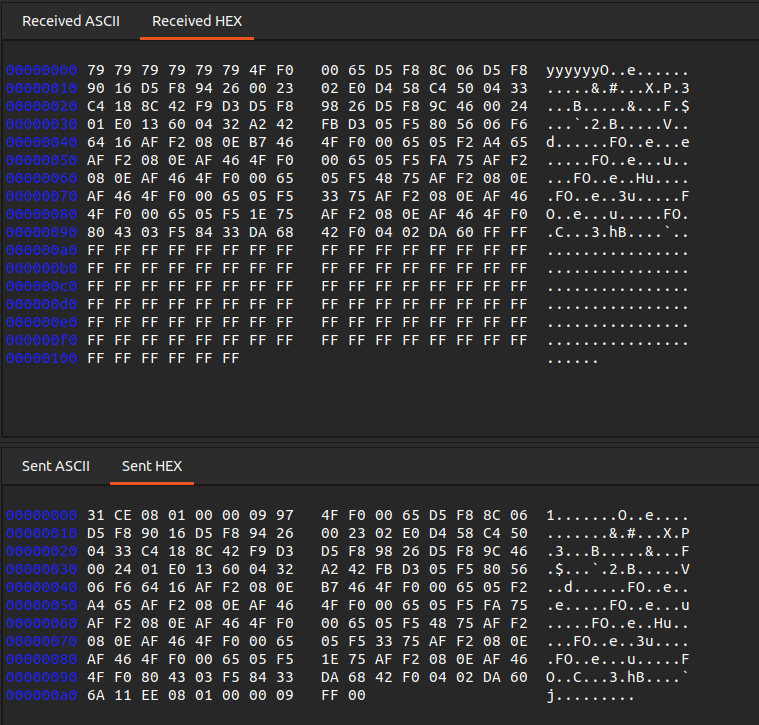 Received ASCII Received HEX
00000000 79 79 79 79 79 79 4F F0 00 65 D5 F8 8C 06 D5 F8 yyyyyyO..e......
00000010 90 16 D5 F8 94 26 00 23 02 E0 D4 58 C4 50 04 33 .....&.#...X.P.3
00000020 C4 18 8C 42 F9 D3 D5 F8 98 26 D5 F8 9C 46 00 24 ...B.....&...F.$
00000030 01 E0 13 60 04 32 A2 42 FB D3 05 F5 80 56 06 F6 ...`.2.B.....V..
00000040 64 16 AF F2 08 0E B7 46 4F F0 00 65 05 F2 A4 65 d......FO..e...e
00000050 AF F2 08 0E AF 46 4F F0 00 65 05 F5 FA 75 AF F2 .....FO..e...u..
00000060 08 0E AF 46 4F F0 00 65 05 F5 48 75 AF F2 08 0E ...FO..e..Hu....
00000070 AF 46 4F F0 00 65 05 F5 33 75 AF F2 08 0E AF 46 .FO..e..3u.....F
00000080 4F F0 00 65 05 F5 1E 75 AF F2 08 0E AF 46 4F F0 O..e...u.....FO.
00000090 80 43 03 F5 84 33 DA 68 42 F0 04 02 DA 60 FF FF .C...3.hB....`..
000000a0 FF FF FF FF FF FF FF FF FF FF FF FF FF FF FF FF ................
000000b0 FF FF FF FF FF FF FF FF FF FF FF FF FF FF FF FF ................
000000c0 FF FF FF FF FF FF FF FF FF FF FF FF FF FF FF FF ................
000000d0 FF FF FF FF FF FF FF FF FF FF FF FF FF FF FF FF ................
000000e0 FF FF FF FF FF FF FF FF FF FF FF FF FF FF FF FF ................
000000f0 FF FF FF FF FF FF FF FF FF FF FF FF FF FF FF FF ................
00000100 FF FF FF FF FF FF ......
Sent ASCII Sent HEX
00000000 31 CE 08 01 00 00 09 97 4F F0 00 65 D5 F8 8C 06 1.......O..e....
00000010 D5 F8 90 16 D5 F8 94 26 00 23 02 E0 D4 58 C4 50 .......&.#...X.P
00000020 04 33 C4 18 8C 42 F9 D3 D5 F8 98 26 D5 F8 9C 46 .3...B.....&...F
00000030 00 24 01 E0 13 60 04 32 A2 42 FB D3 05 F5 80 56 .$...`.2.B.....V
00000040 06 F6 64 16 AF F2 08 0E B7 46 4F F0 00 65 05 F2 ..d......FO..e..
00000050 A4 65 AF F2 08 0E AF 46 4F F0 00 65 05 F5 FA 75 .e.....FO..e...u
00000060 AF F2 08 0E AF 46 4F F0 00 65 05 F5 48 75 AF F2 .....FO..e..Hu..
00000070 08 0E AF 46 4F F0 00 65 05 F5 33 75 AF F2 08 0E ...FO..e..3u....
00000080 AF 46 4F F0 00 65 05 F5 1E 75 AF F2 08 0E AF 46 .FO..e...u.....F
00000090 4F F0 80 43 03 F5 84 33 DA 68 42 F0 04 02 DA 60 O..C...3.hB....`
000000a0 6A 11 EE 08 01 00 00 09 FF 00 j.........